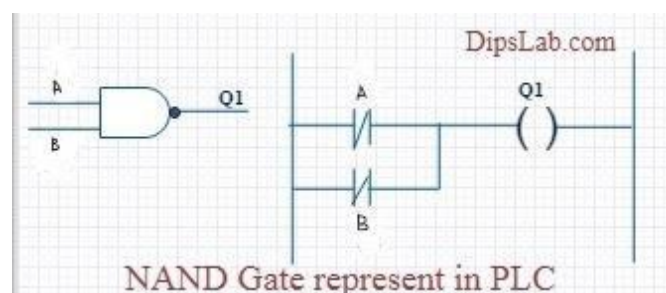 DipsLab.com
A
Q1
B
A
Q1
B
NAND Gate represent in PLC